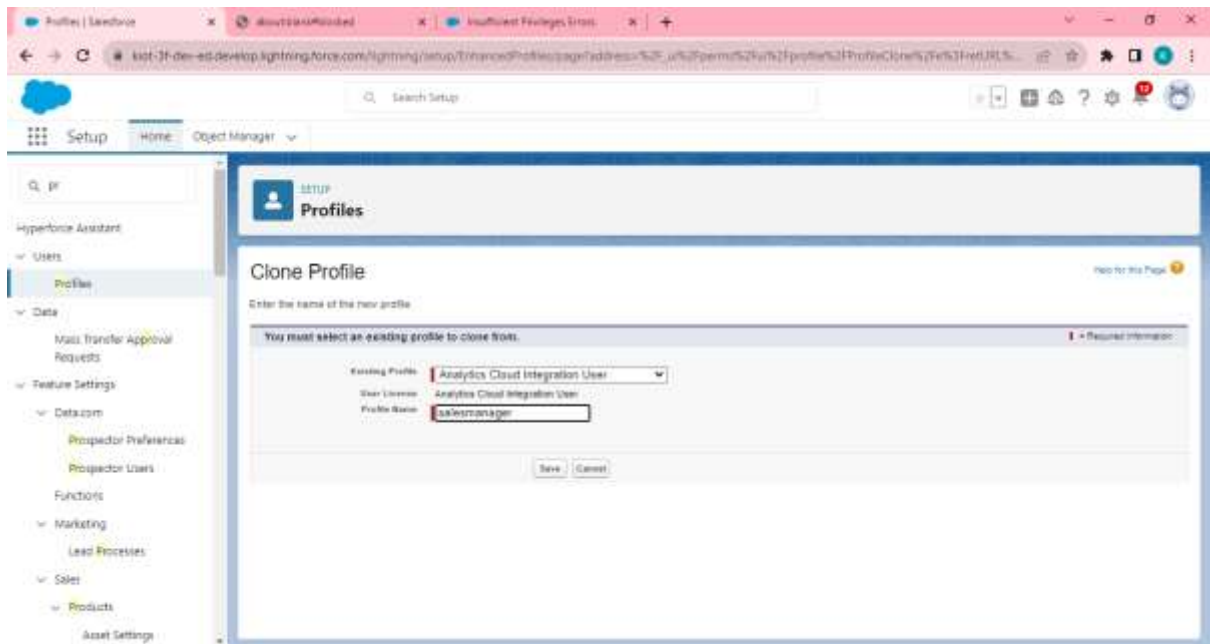 Profiles | Salesforce
about:blank#blocked
Insufficient Privileges Errors
Search Setup
Setup
Home
Object Manager
pr
Hyperforce Assistant
Users
Profiles
Data
Mass Transfer Approval
Requests
Feature Settings
Data.com
Prospector Preferences
Prospector Users
Functions
Marketing
Lead Processes
Sales
Products
Asset Settings
SETUP
Profiles
Clone Profile
Help for this Page
Enter the name of the new profile
You must select an existing profile to clone from.
= Required Information
Existing Profile Analytics Cloud Integration User
User License Analytics Cloud Integration User
Profile Name salesmanager
Save Cancel